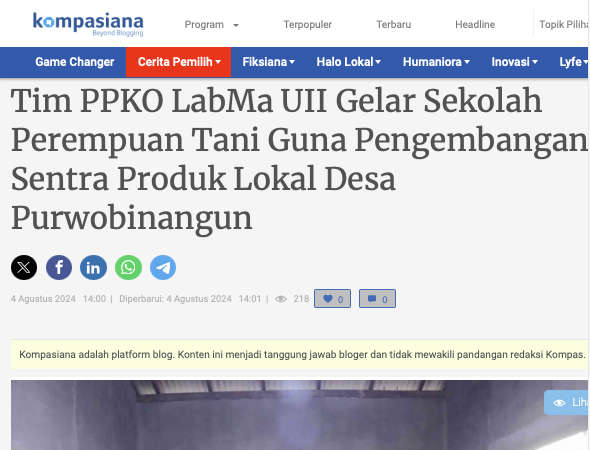 kompasiana
Beyond Blogging
Program Terpopuler Terbaru Headline Topik
Game Changer Cerita Pemilih Fiksiana Halo Lokal Humaniora Inovasi Lyfe
Tim PPKO LabMa UII Gelar Sekolah
Perempuan Tani Guna Pengembangan
Sentra Produk Lokal Desa
Purwobinangun
4 Agustus 2024 14:00 | Diperbarui: 4 Agustus 2024 14:01 | 218 0 0
Kompasiana adalah platform blog. Konten ini menjadi tanggung jawab bloger dan tidak mewakili pandangan redaksi Kompas.